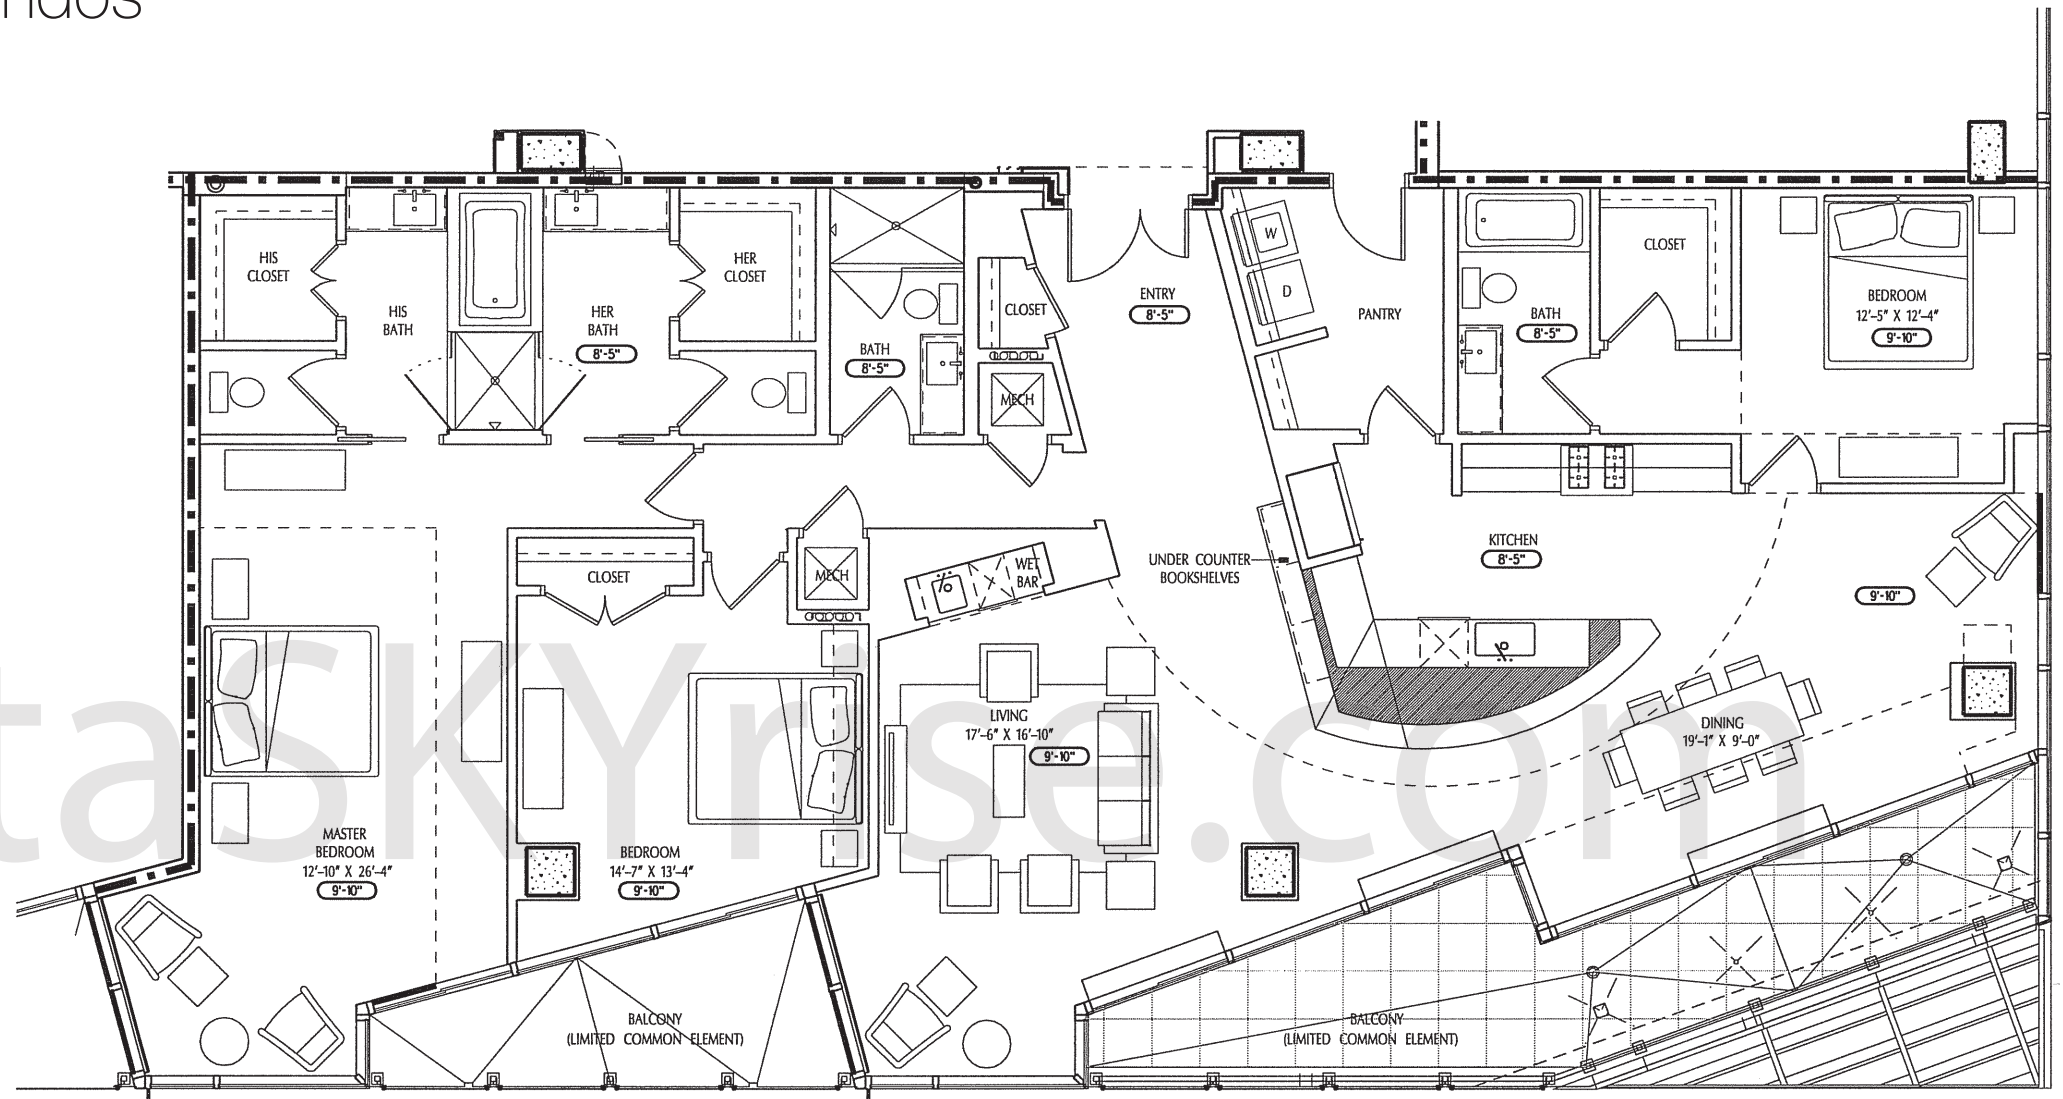 ndos
HIS
CLOSET
HIS
BATH
HER
BATH
8'-5"
HER
CLOSET
BATH
8'-5"
CLOSET
MECH
ENTRY
8'-5"
W
D
PANTRY
BATH
8'-5"
CLOSET
BEDROOM
12'-5" X 12'-4"
9'-10"
CLOSET
MECH
WET
BAR
UNDER COUNTER
BOOKSHELVES
KITCHEN
8'-5"
9'-10"
LIVING
17'-6" X 16'-10"
9'-10"
DINING
19'-1" X 9'-0"
taSKYrise.com
MASTER
BEDROOM
12'-10" X 26'-4"
9'-10"
BEDROOM
14'-7" X 13'-4"
9'-10"
BALCONY
(LIMITED COMMON ELEMENT)
BALCONY
(LIMITED COMMON ELEMENT)